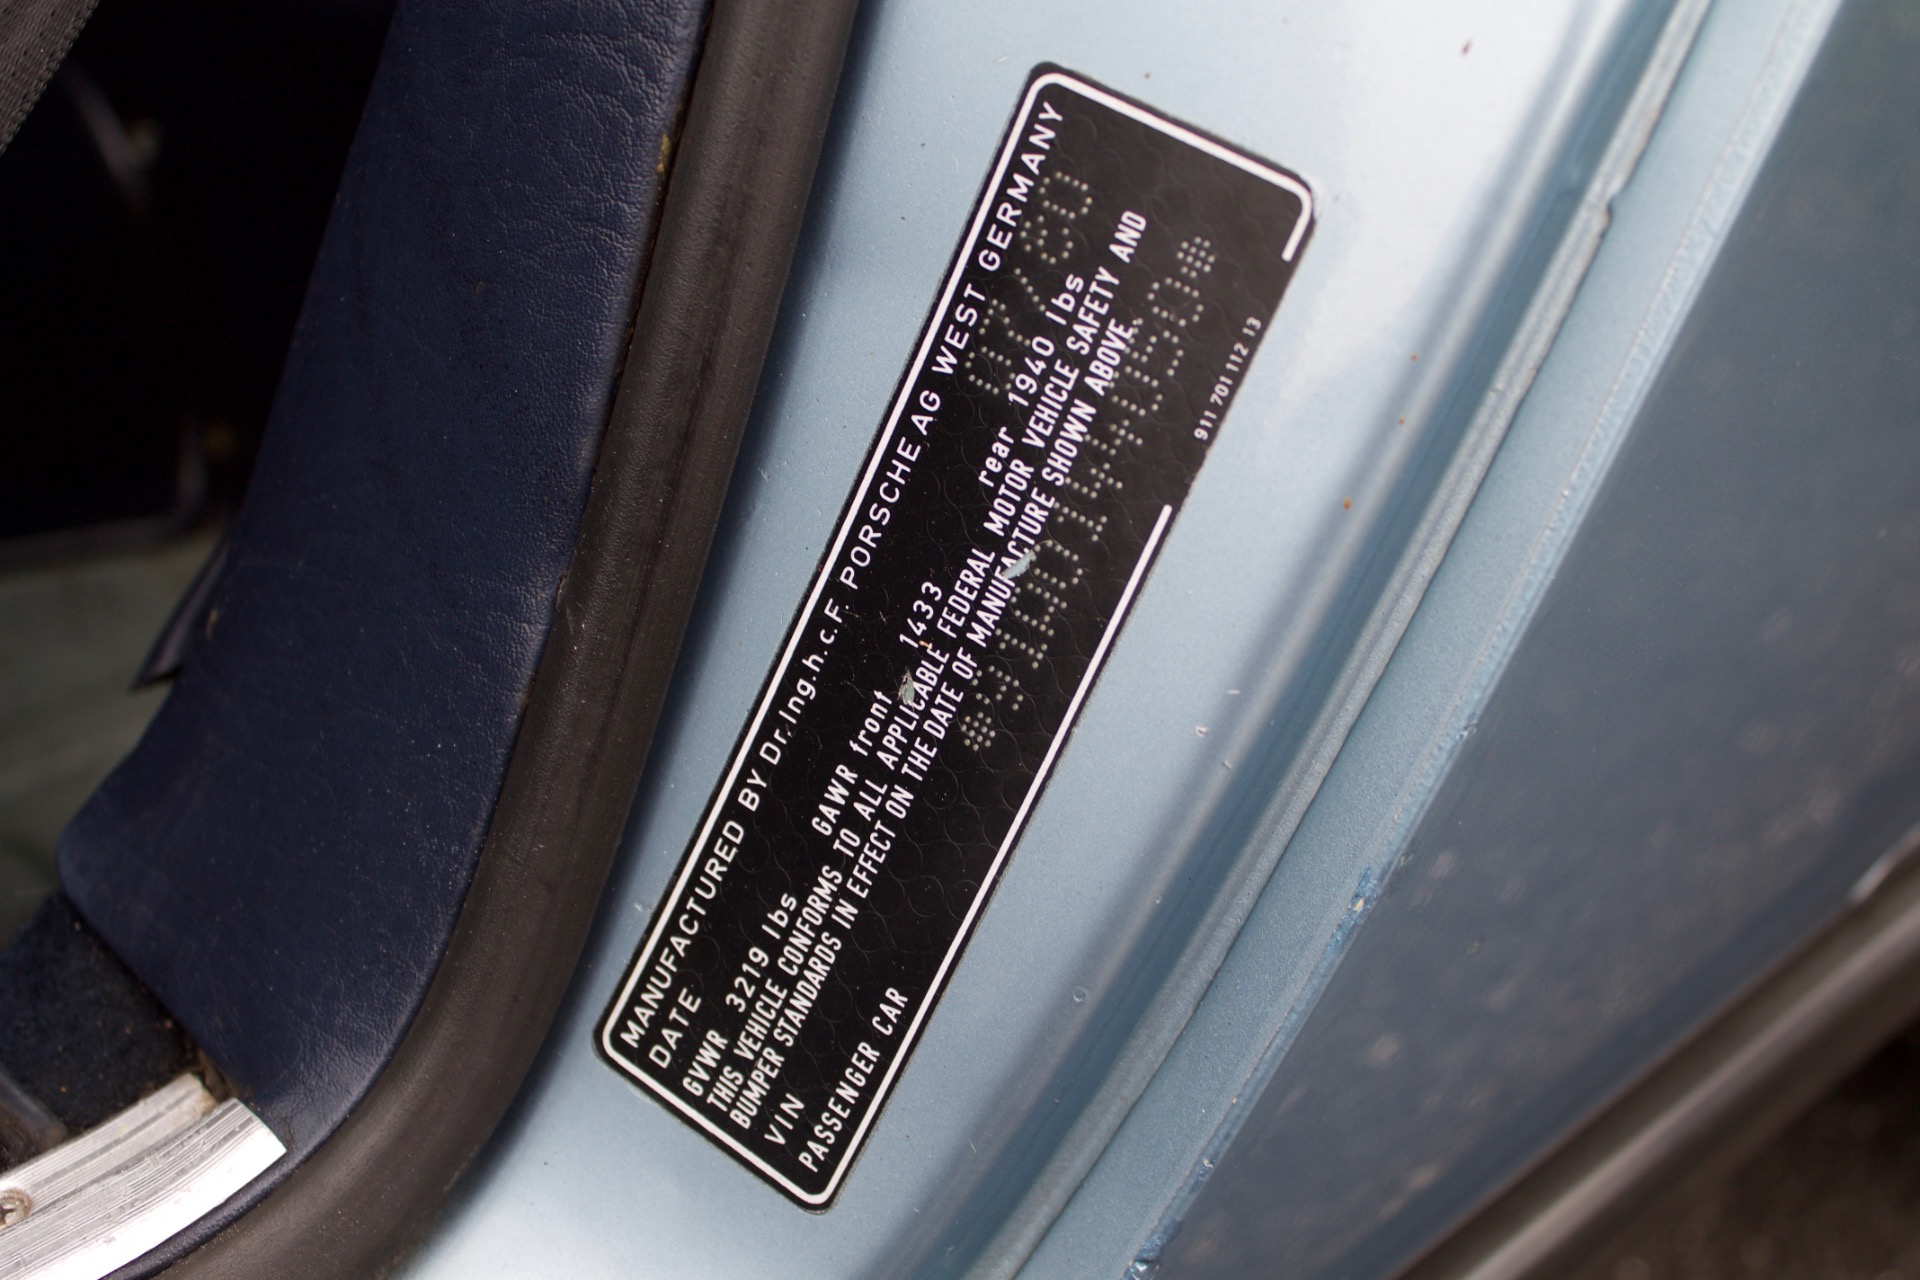 MANUFACTURED BY Dr.Ing.h.c.F. PORSCHE AG WEST GERMANY
DATE
GVWR 3219 lbs GAWR front 1433 rear 1940 lbs
THIS VEHICLE CONFORMS TO ALL APPLICABLE FEDERAL MOTOR VEHICLE SAFETY AND
BUMPER STANDARDS IN EFFECT ON THE DATE OF MANUFACTURE SHOWN ABOVE.
VIN
PASSENGER CAR
911 701 112 13